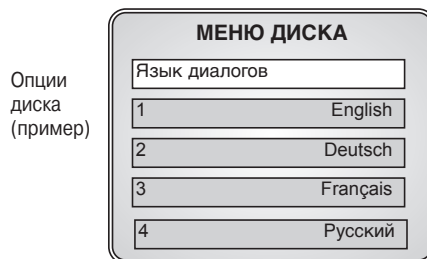 МЕНЮ ДИСКА
Опции
диска
(пример)
Язык диалогов
1 English
2 Deutsch
3 Français
4 Русский